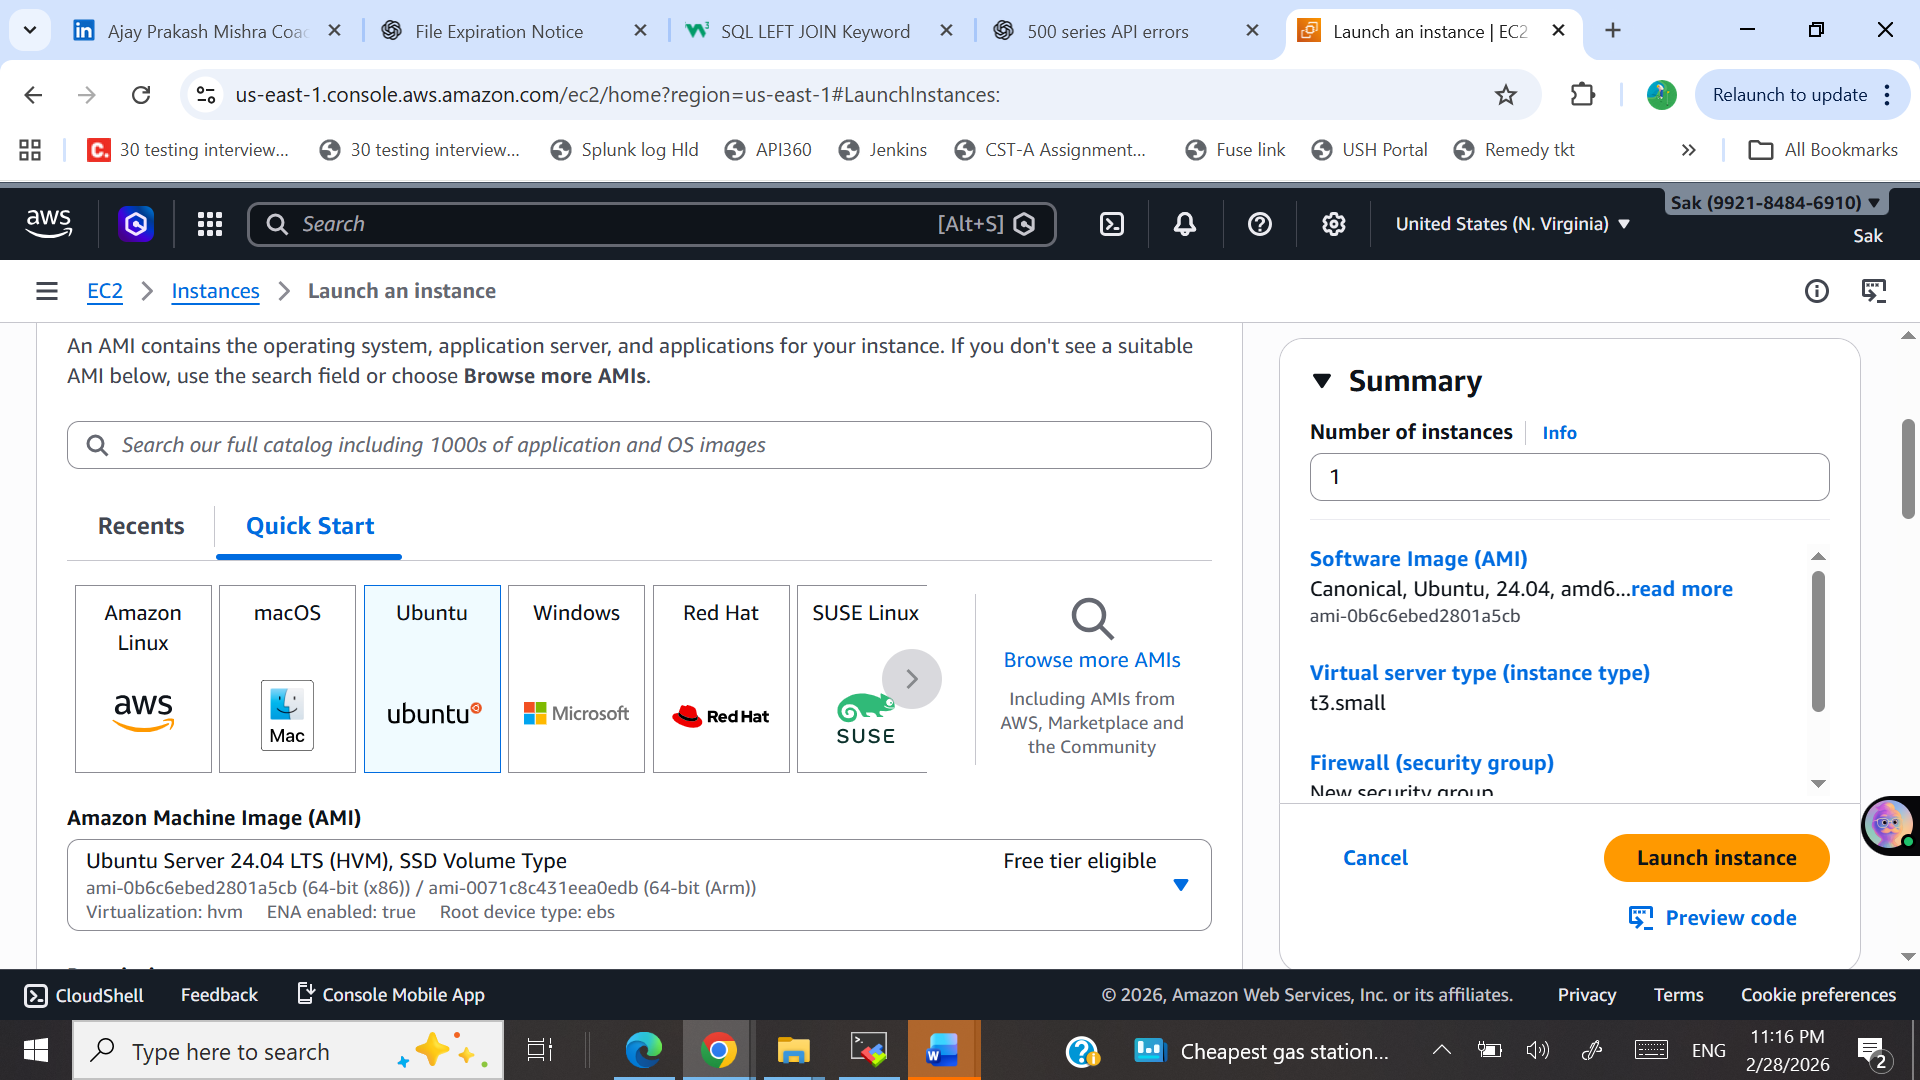 Ajay Prakash Mishra Coac
File Expiration Notice
SQL LEFT JOIN Keyword
500 series API errors
Launch an instance | EC2
us-east-1.console.aws.amazon.com/ec2/home?region=us-east-1#LaunchInstances:
Relaunch to update
30 testing interview...
30 testing interview...
Splunk log Hld
API360
Jenkins
CST-A Assignment...
Fuse link
USH Portal
Remedy tkt
All Bookmarks
aws
Search
[Alt+S]
United States (N. Virginia)
Sak (9921-8484-6910)
Sak
EC2
Instances
Launch an instance
An AMI contains the operating system, application server, and applications for your instance. If you don't see a suitable
AMI below, use the search field or choose Browse more AMIs.
Search our full catalog including 1000s of application and OS images
Recents
Quick Start
Amazon
Linux
aws
macOS
Mac
Ubuntu
ubuntu
Windows
Microsoft
Red Hat
Red Hat
SUSE Linux
SUSE
Browse more AMIs
Including AMIs from
AWS, Marketplace and
the Community
Amazon Machine Image (AMI)
Ubuntu Server 24.04 LTS (HVM), SSD Volume Type
Free tier eligible
ami-0b6c6ebed2801a5cb (64-bit (x86)) / ami-0071c8c431eea0edb (64-bit (Arm))
Virtualization: hvm ENA enabled: true Root device type: ebs
Summary
Number of instances
Info
1
Software Image (AMI)
Canonical, Ubuntu, 24.04, amd6...read more
ami-0b6c6ebed2801a5cb
Virtual server type (instance type)
t3.small
Firewall (security group)
New security group
Cancel
Launch instance
Preview code
CloudShell
Feedback
Console Mobile App
© 2026, Amazon Web Services, Inc. or its affiliates.
Privacy
Terms
Cookie preferences
Type here to search
Cheapest gas station...
ENG
11:16 PM
2/28/2026
2